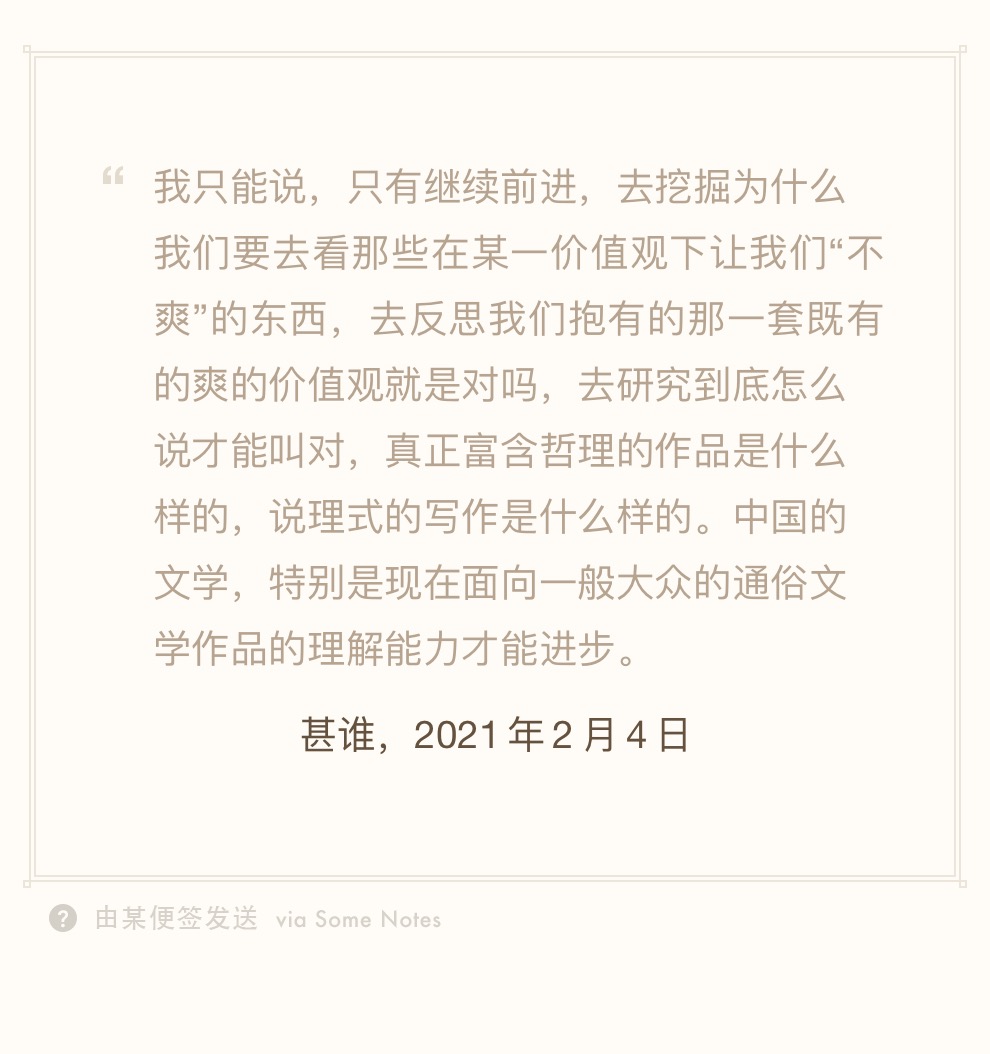 “ 我只能说，只有继续前进，去挖掘为什么
我们要去看那些在某一价值观下让我们“不
爽”的东西，去反思我们抱有的那一套既有
的爽的价值观就是对吗，去研究到底怎么
说才能叫对，真正富含哲理的作品是什么
样的，说理式的写作是什么样的。中国的
文学，特别是现在面向一般大众的通俗文
学作品的理解能力才能进步。
甚谁，2021 年 2 月 4 日
? 由某便签发送 via Some Notes